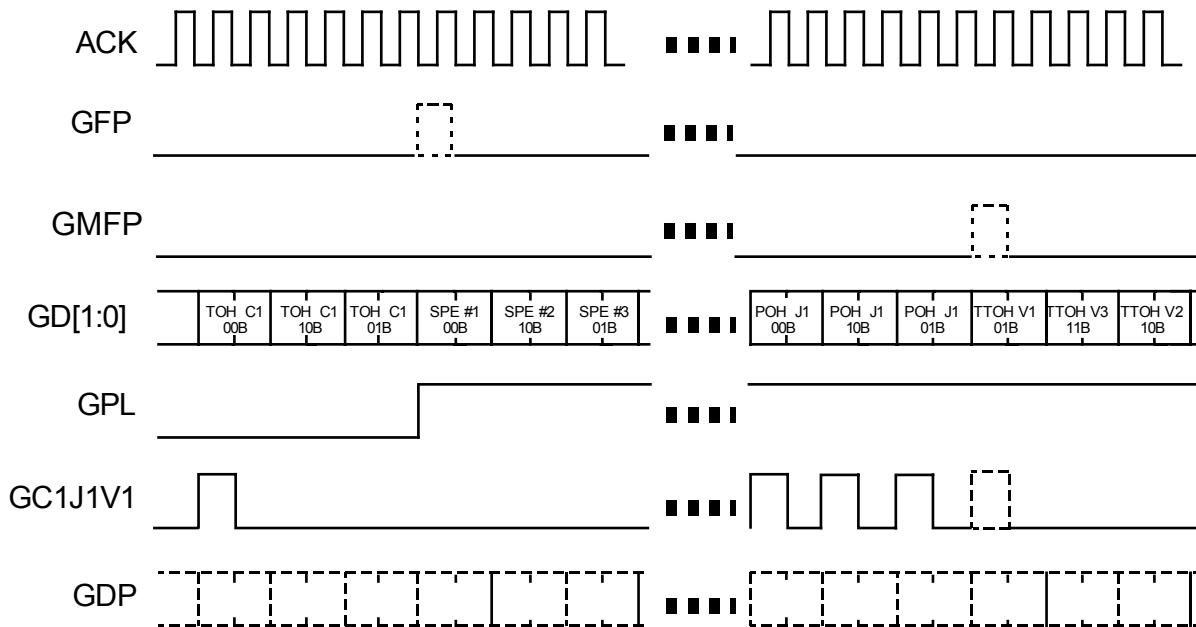 ACK
GFP
GMFP
GD[1:0]
TOH C1 TOH C1 TOH C1 SPE #1 SPE #2 SPE #3 POH J1 POH J1 POH J1 TTOH V1 TTOH V3 TTOH V2
00B 10B 01B 00B 10B 01B 00B 10B 01B 01B 11B 10B
GPL
GC1J1V1
GDP